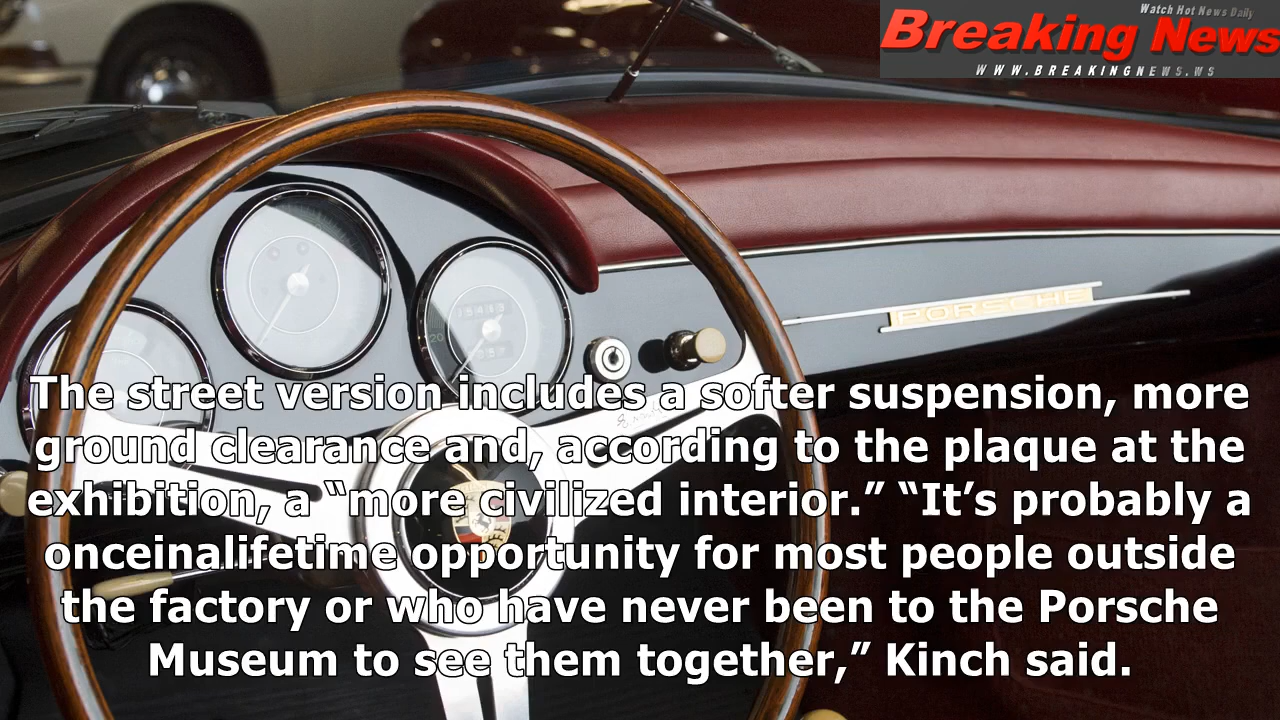 Watch Hot News Daily
Breaking News
WWW.BREAKINGNEWS.WS
PORSCHE
The street version includes a softer suspension, more
ground clearance and, according to the plaque at the
exhibition, a “more civilized interior.” “It’s probably a
onceinalifetime opportunity for most people outside
the factory or who have never been to the Porsche
Museum to see them together,” Kinch said.